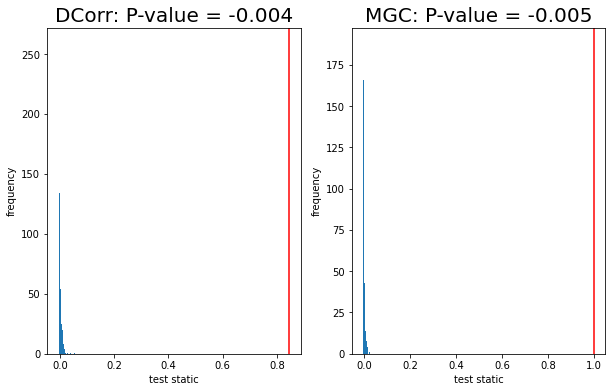 DCorr: P-value = -0.004
MGC: P-value = -0.005
frequency
250
200
150
100
50
0
0.0 0.2 0.4 0.6 0.8
test static
frequency
175
150
125
100
75
50
25
0
0.0 0.2 0.4 0.6 0.8 1.0
test static